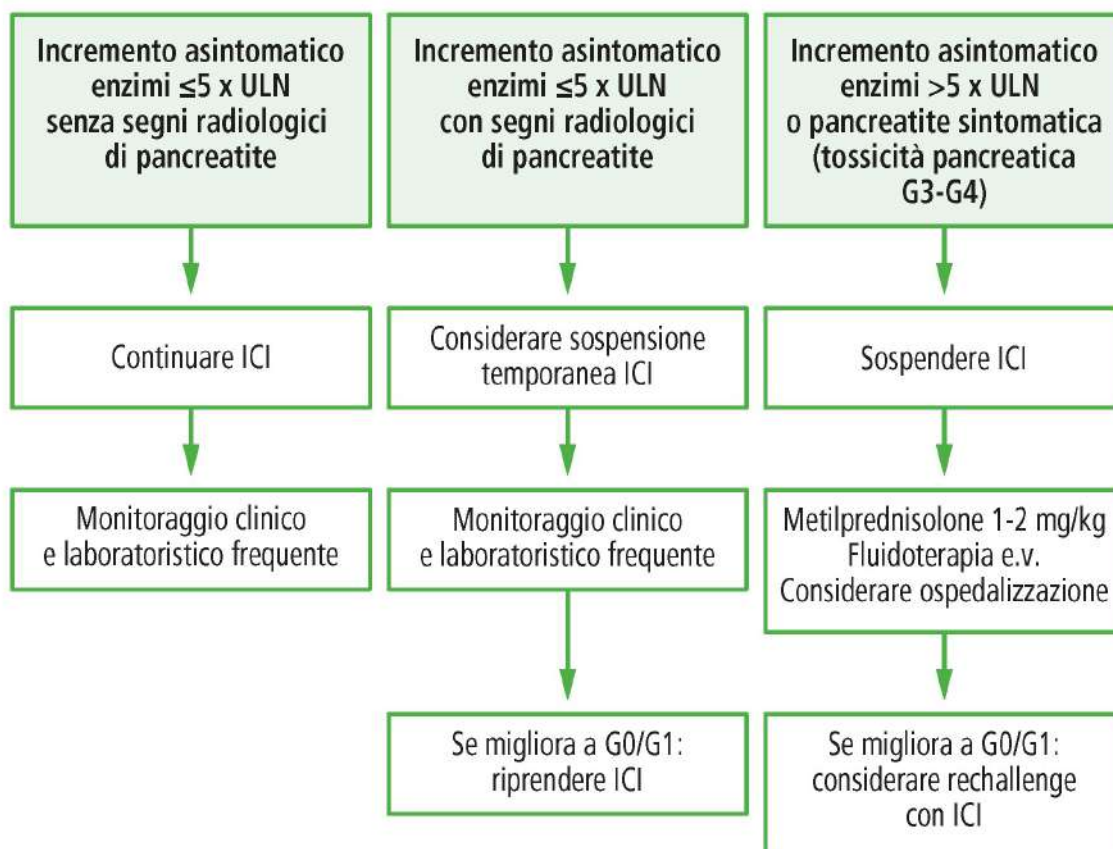 Incremento asintomatico
enzimi ≤5 x ULN
senza segni radiologici
di pancreatite
Continuare ICI
Monitoraggio clinico
e laboratoristico frequente
Incremento asintomatico
enzimi ≤5 x ULN
con segni radiologici
di pancreatite
Considerare sospensione
temporanea ICI
Monitoraggio clinico
e laboratoristico frequente
Se migliora a G0/G1:
riprendere ICI
Incremento asintomatico
enzimi >5 x ULN
o pancreatite sintomatica
(tossicità pancreatica
G3-G4)
Sospendere ICI
Metilprednisolone 1-2 mg/kg
Fluidoterapia e.v.
Considerare ospedalizzazione
Se migliora a G0/G1:
considerare rechallenge
con ICI